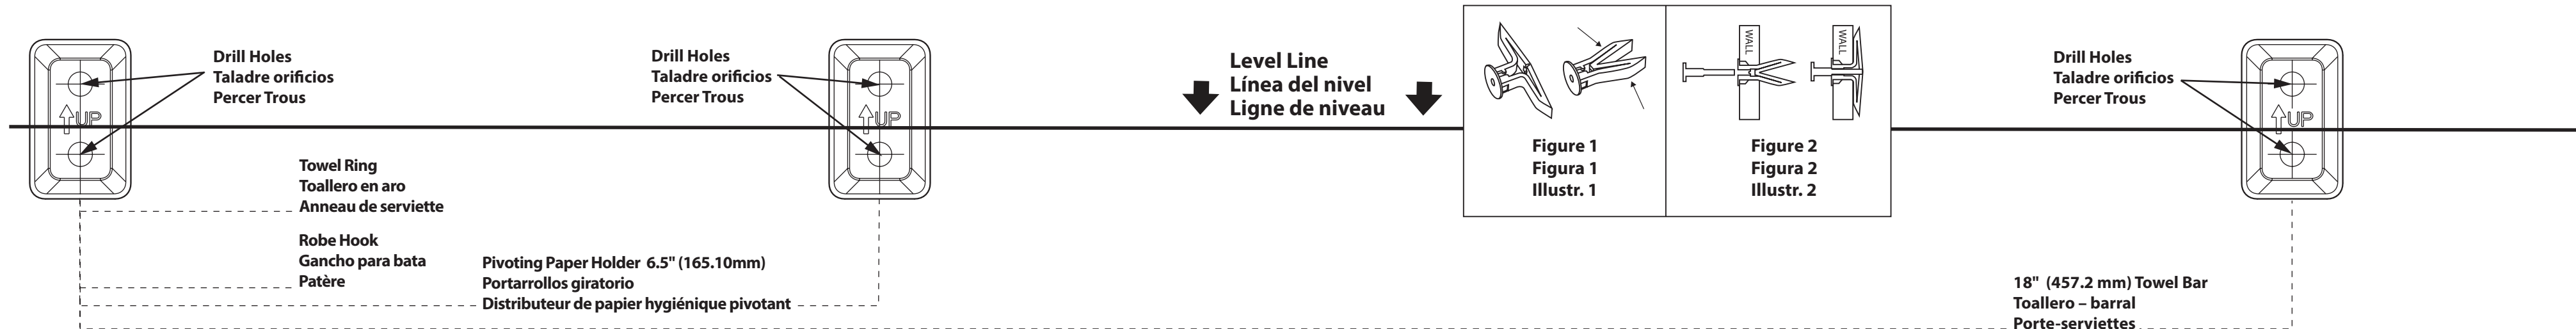 Drill Holes
Taladre orificios
Percer Trous
UP
Towel Ring
Toallero en aro
Anneau de serviette
Robe Hook
Gancho para bata
Patère
Drill Holes
Taladre orificios
Percer Trous
UP
Pivoting Paper Holder 6.5" (165.10mm)
Portarrollos giratorio
Distributeur de papier hygiénique pivotant
Level Line
Línea del nivel
Ligne de niveau
Figure 1
Figura 1
Illustr. 1
WALL
WALL
Figure 2
Figura 2
Illustr. 2
Drill Holes
Taladre orificios
Percer Trous
UP
18" (457.2 mm) Towel Bar
Toallero – barral
Porte-serviettes